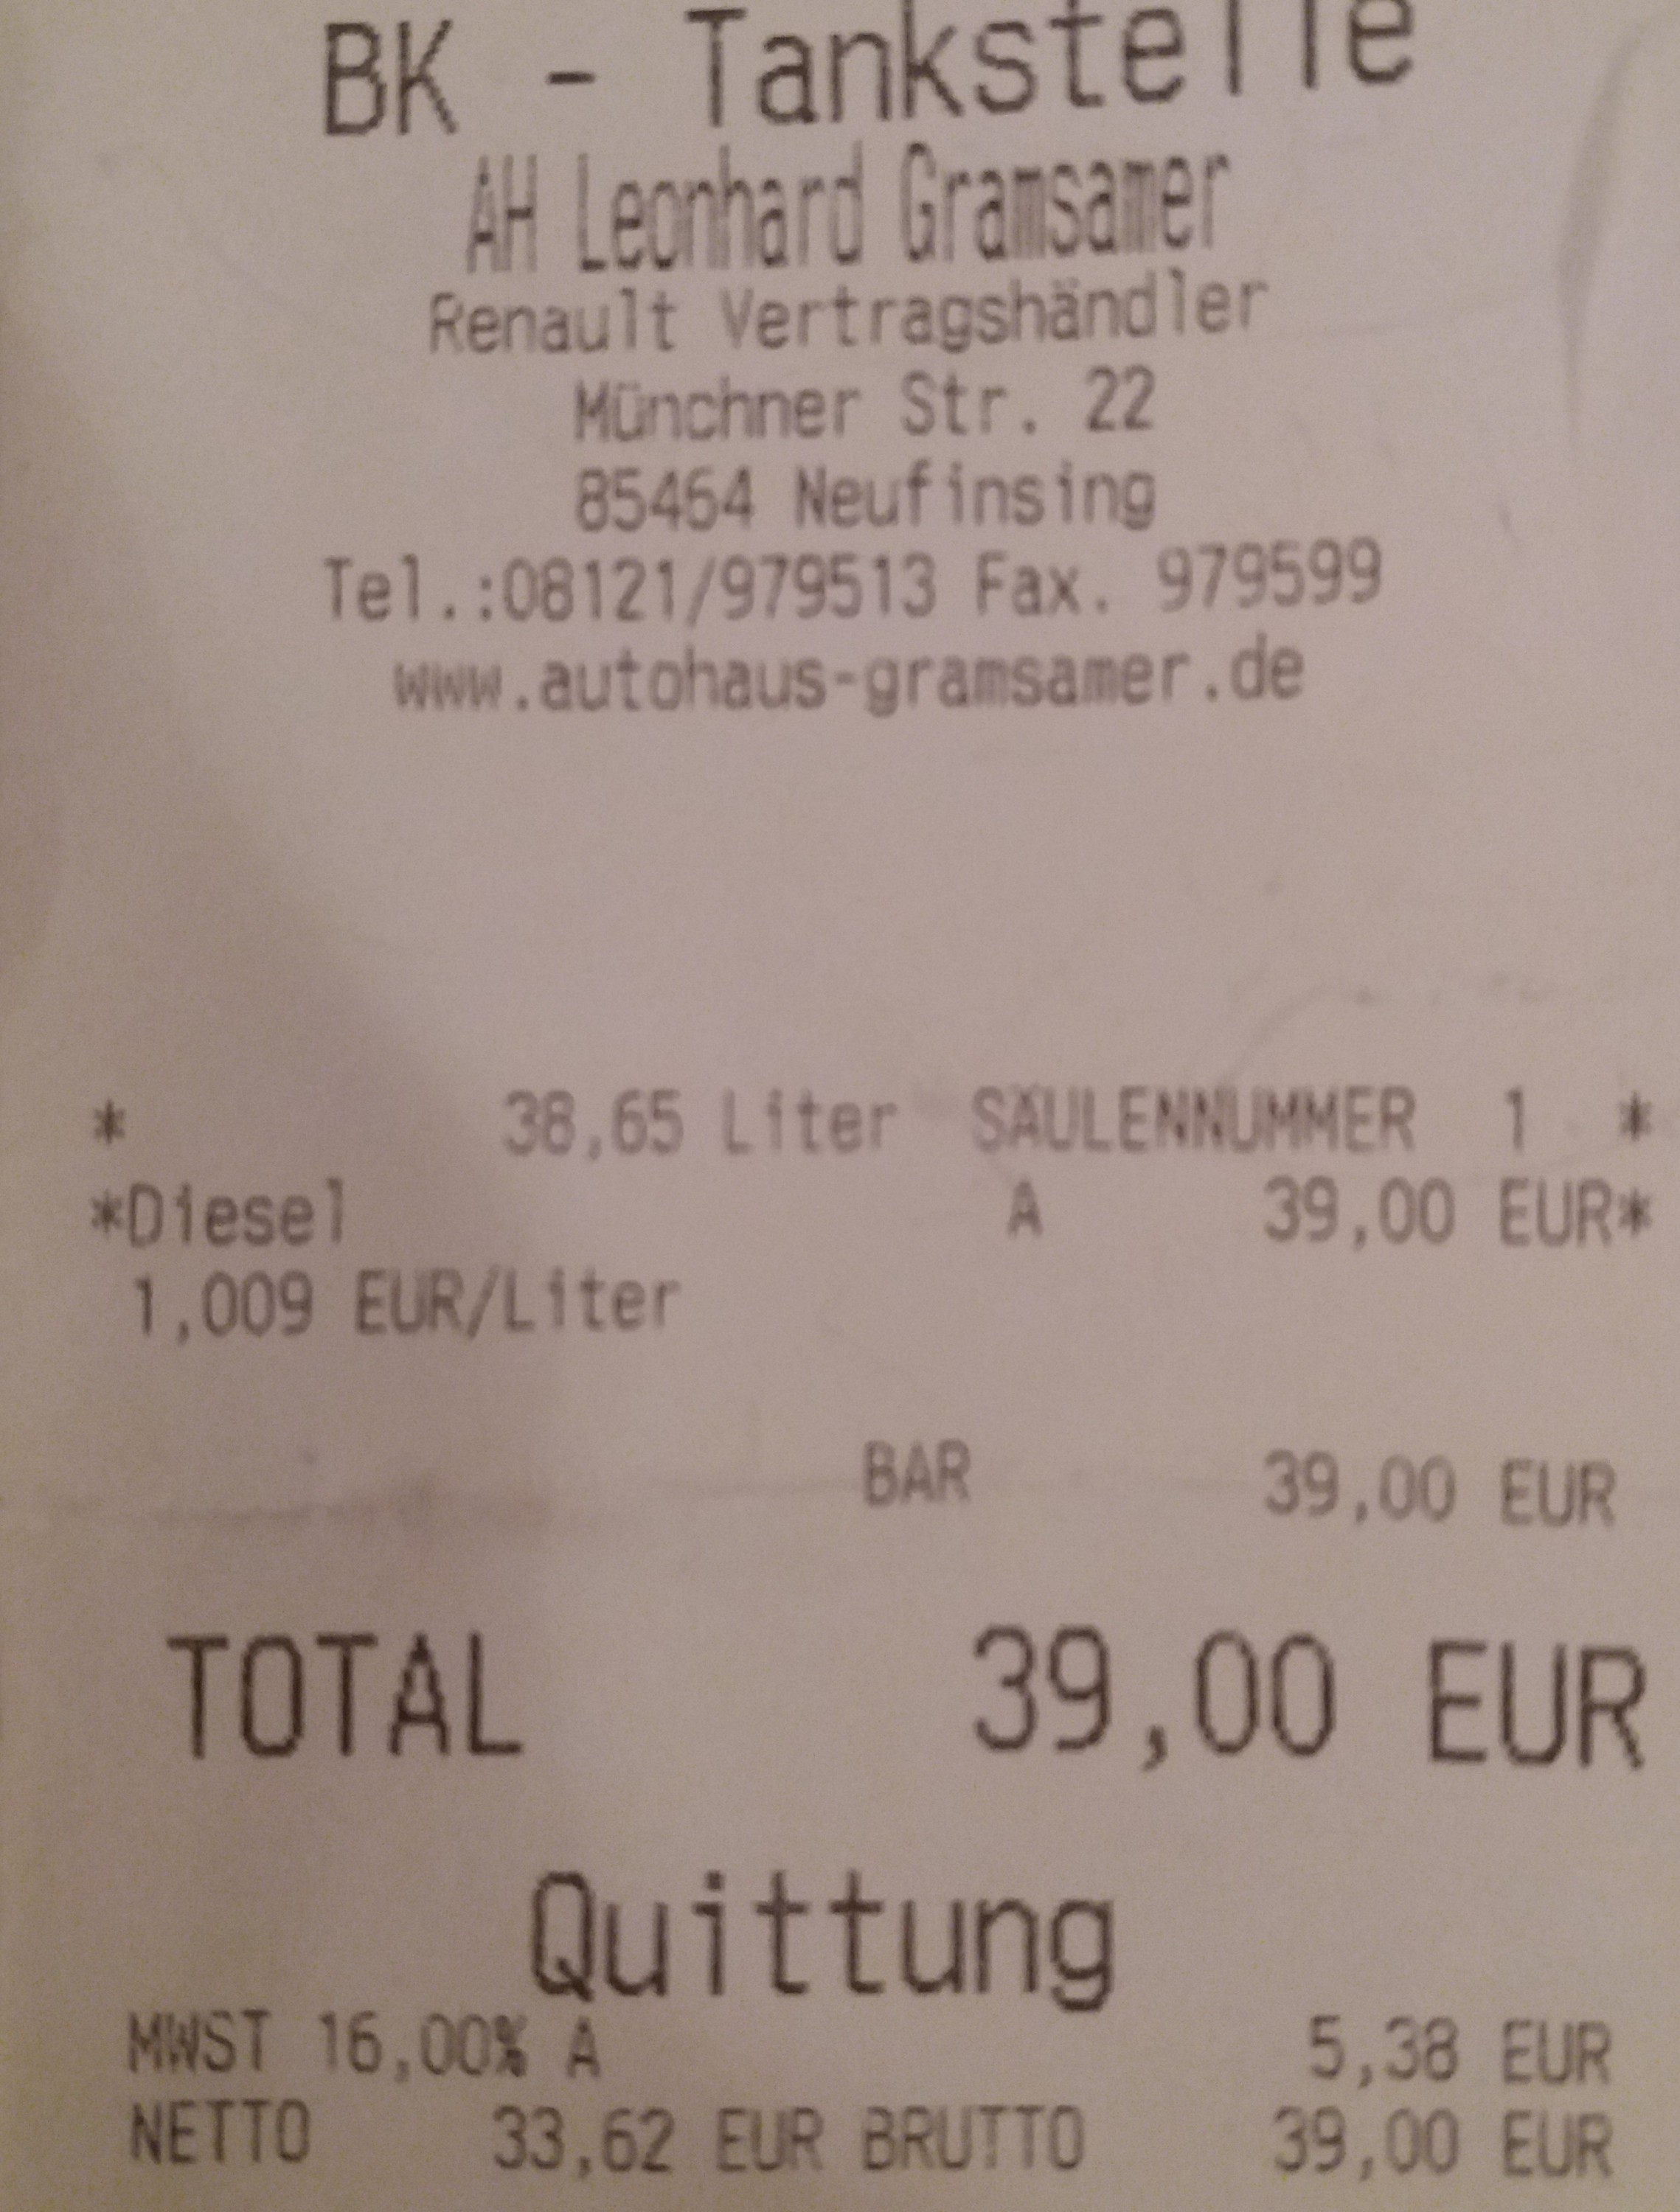 BK - Tankstelle
AH Leonhard Gramsamer
Renault Vertragshändler
Münchner Str. 22
85464 Neufinsing
Tel.:08121/979513 Fax. 979599
www.autohaus-gramsamer.de
* 38,65 Liter SÄULENNUMMER 1 *
*Diesel A 39,00 EUR*
1,009 EUR/Liter
BAR 39,00 EUR
TOTAL 39,00 EUR
Quittung
MWST 16,00% A 5,38 EUR
NETTO 33,62 EUR BRUTTO 39,00 EUR